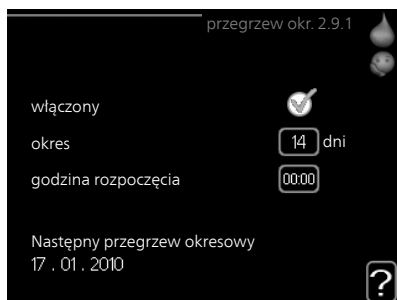 przegrzew okr. 2.9.1
włączony
okres 14 dni
godzina rozpoczęcia 00:00
Następny przegrzew okresowy
17 . 01 . 2010
?